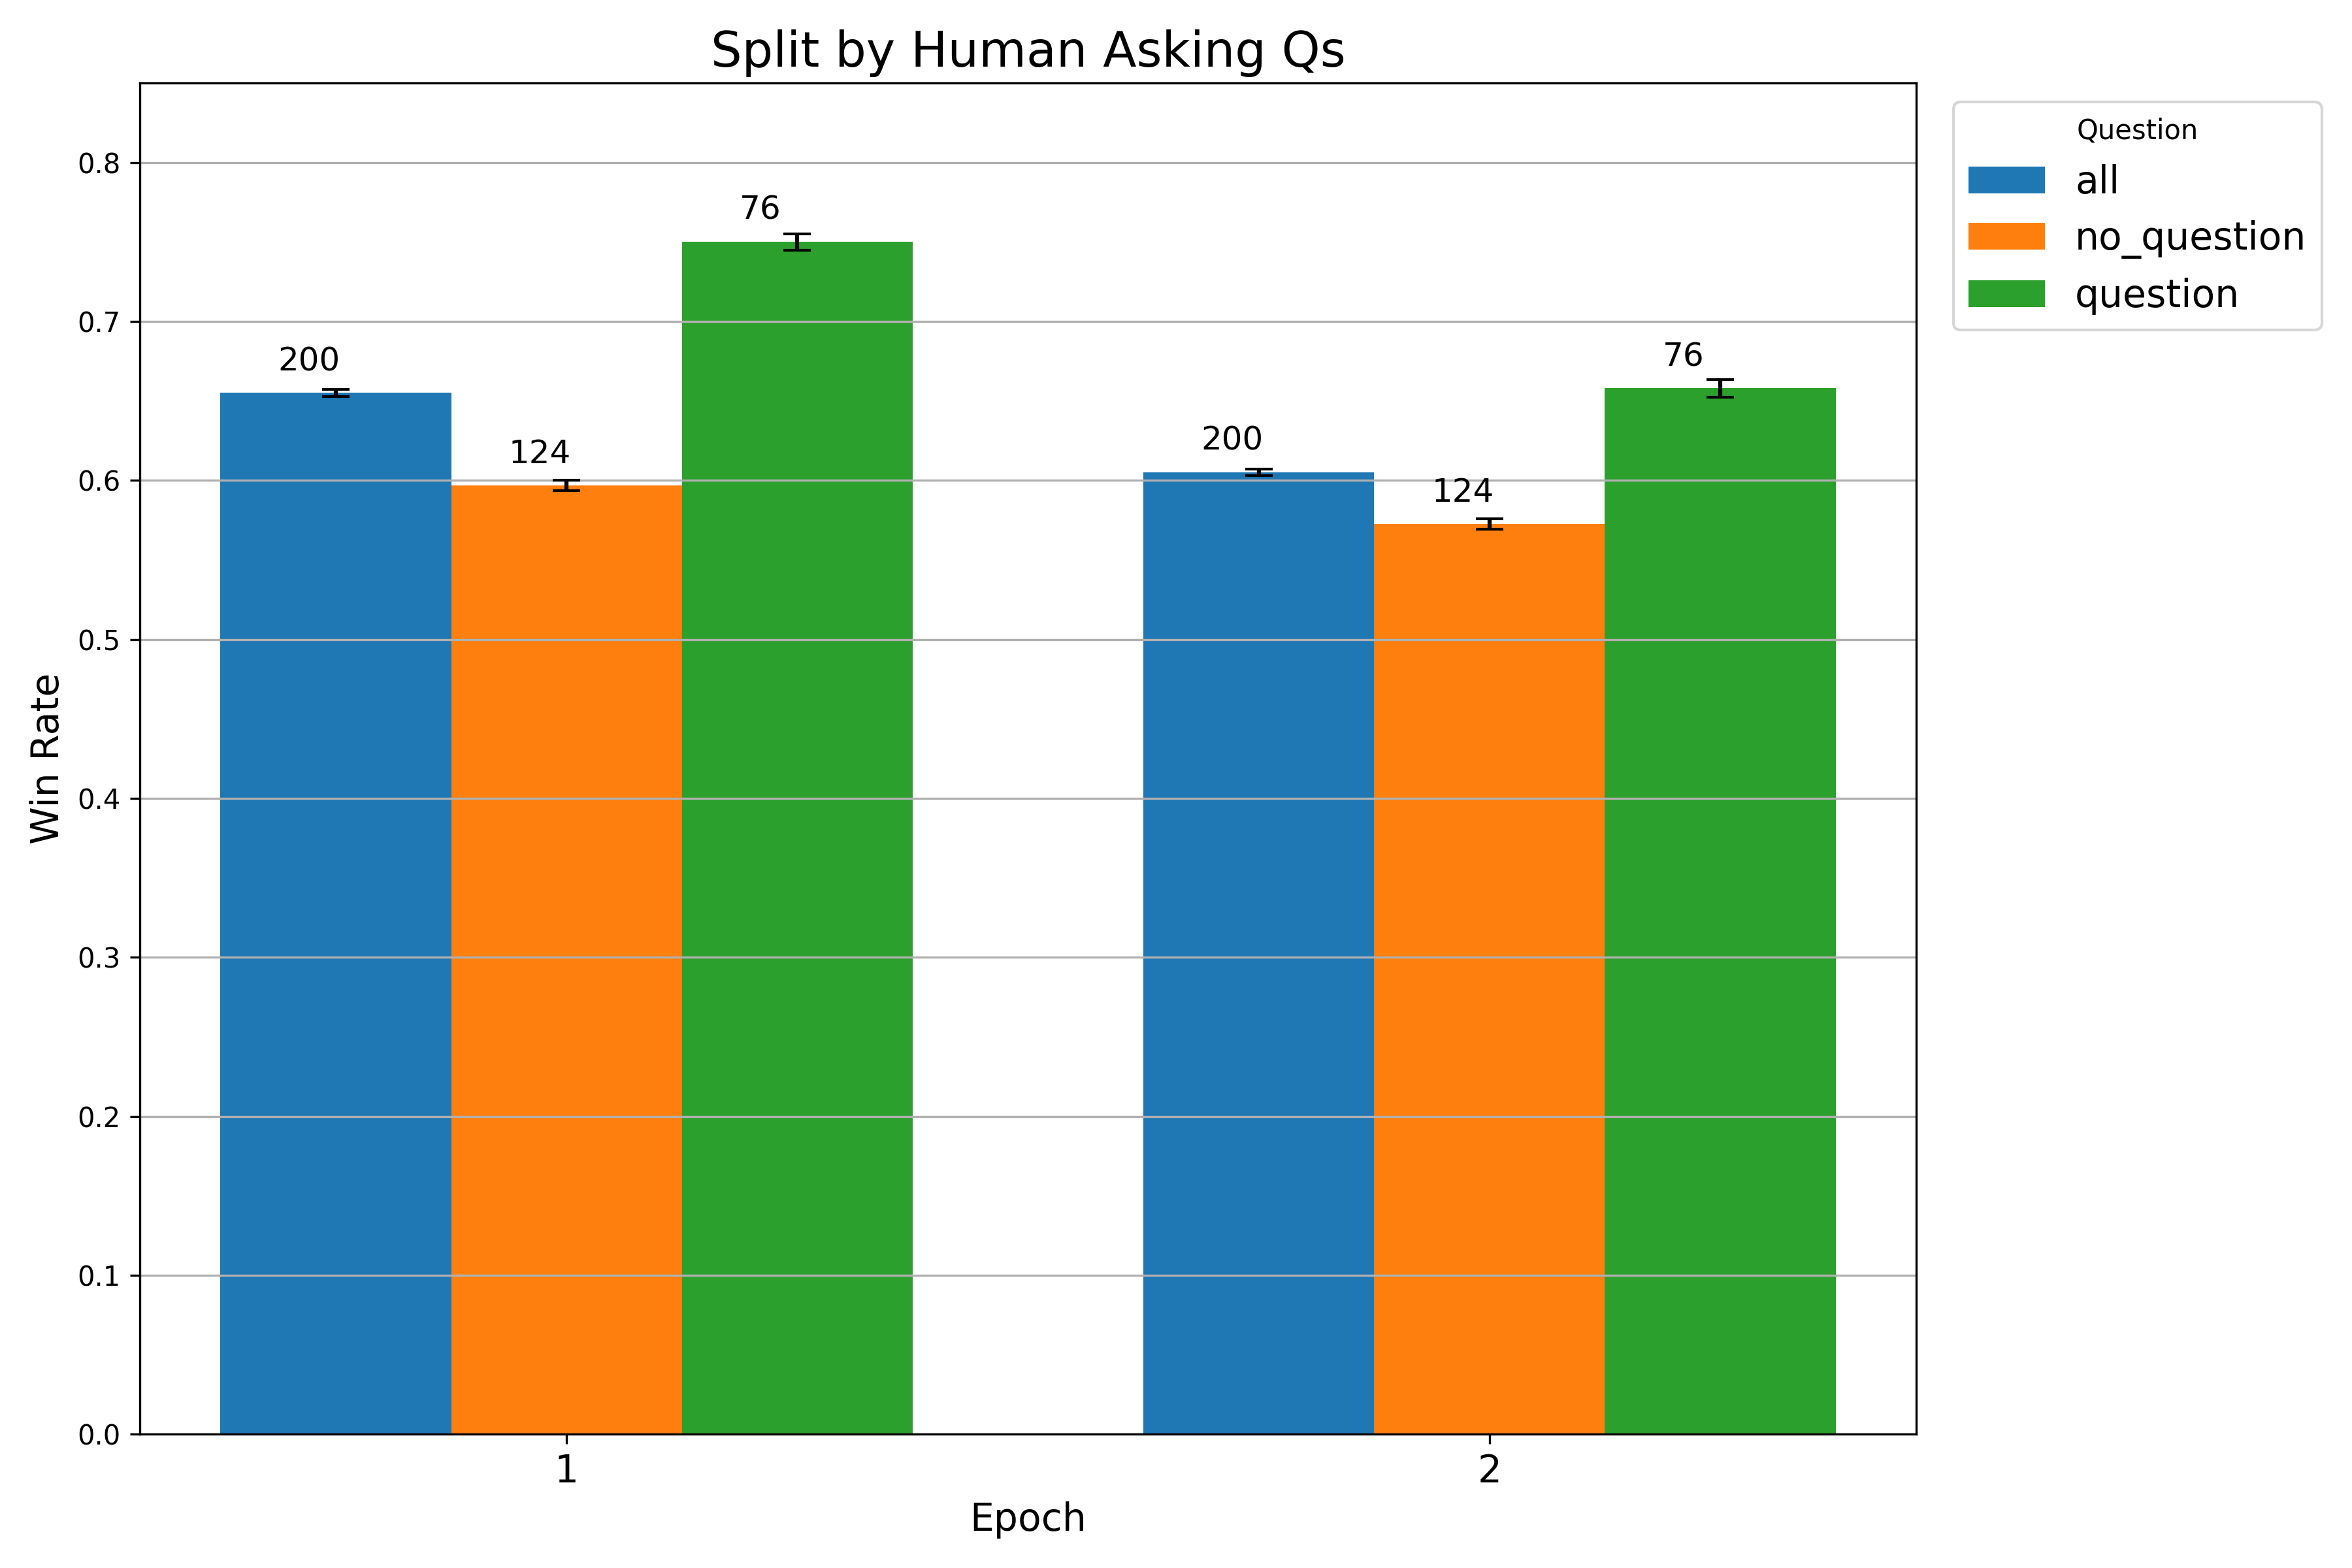 Split by Human Asking Qs
Question
all
no_question
question
Win Rate
0.8
0.7
0.6
0.5
0.4
0.3
0.2
0.1
0.0
200
124
76
200
124
76
1
2
Epoch